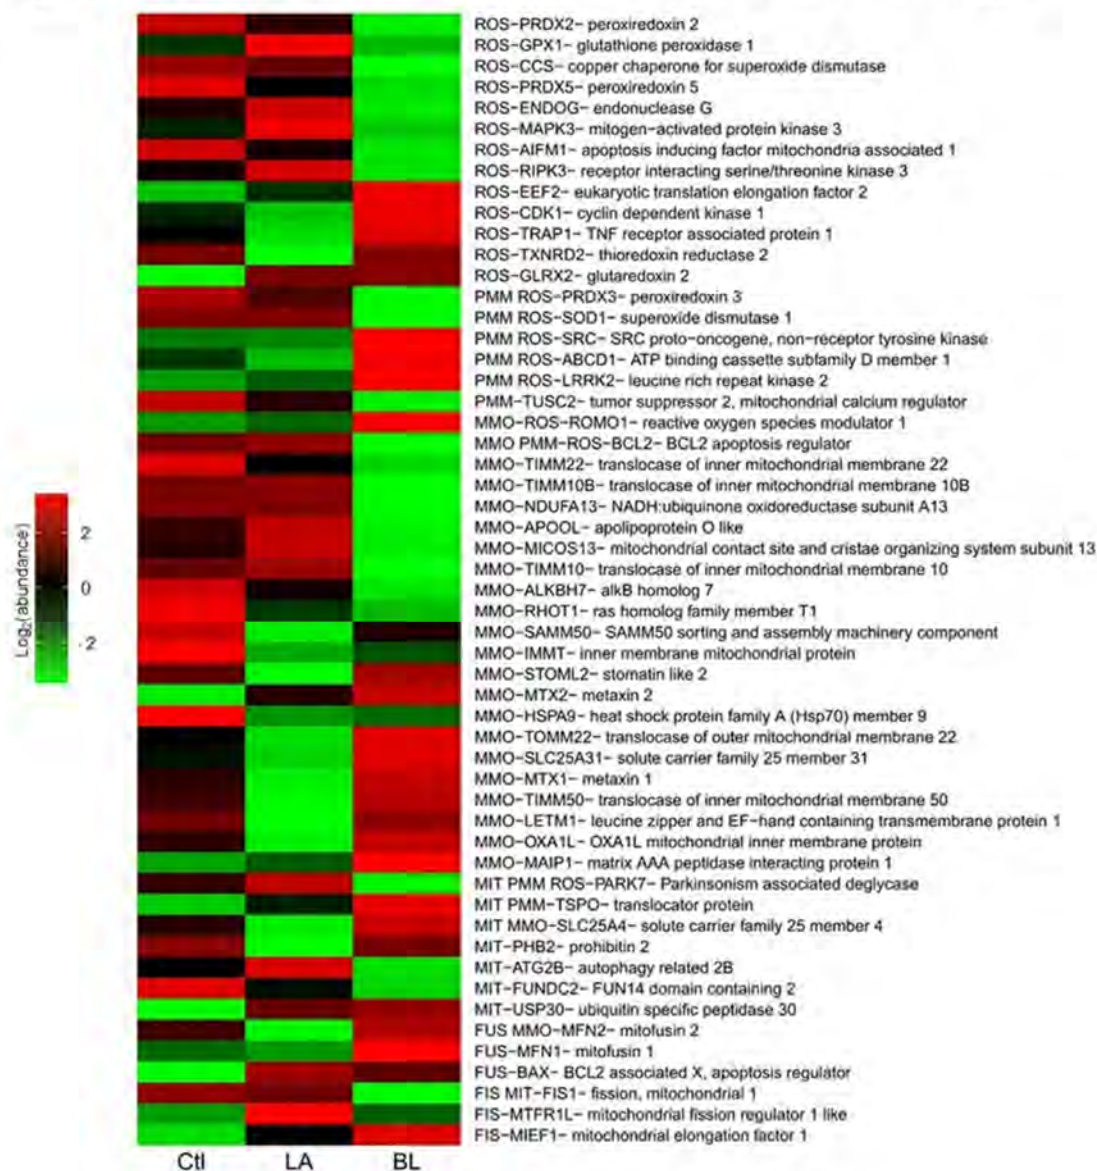 ROS−PRDX2− peroxiredoxin 2
ROS−GPX1− glutathione peroxidase 1
ROS−CCS− copper chaperone for superoxide dismutase
ROS−PRDX5− peroxiredoxin 5
ROS−ENDOG− endonuclease G
ROS−MAPK3− mitogen−activated protein kinase 3
ROS−AIFM1− apoptosis inducing factor mitochondria associated 1
ROS−RIPK3− receptor interacting serine/threonine kinase 3
ROS−EEF2− eukaryotic translation elongation factor 2
ROS−CDK1− cyclin dependent kinase 1
ROS−TRAP1− TNF receptor associated protein 1
ROS−TXNRD2− thioredoxin reductase 2
ROS−GLRX2− glutaredoxin 2
PMM ROS−PRDX3− peroxiredoxin 3
PMM ROS−SOD1− superoxide dismutase 1
PMM ROS−SRC− SRC proto−oncogene, non−receptor tyrosine kinase
PMM ROS−ABCD1− ATP binding cassette subfamily D member 1
PMM ROS−LRRK2− leucine rich repeat kinase 2
PMM−TUSC2− tumor suppressor 2, mitochondrial calcium regulator
MMO−ROS−ROMO1− reactive oxygen species modulator 1
MMO PMM−ROS−BCL2− BCL2 apoptosis regulator
MMO−TIMM22− translocase of inner mitochondrial membrane 22
MMO−TIMM10B− translocase of inner mitochondrial membrane 10B
MMO−NDUFA13− NADH:ubiquinone oxidoreductase subunit A13
MMO−APOOL− apolipoprotein O like
MMO−MICOS13− mitochondrial contact site and cristae organizing system subunit 13
MMO−TIMM10− translocase of inner mitochondrial membrane 10
MMO−ALKBH7− alkB homolog 7
MMO−RHOT1− ras homolog family member T1
MMO−SAMM50− SAMM50 sorting and assembly machinery component
MMO−IMMT− inner membrane mitochondrial protein
MMO−STOML2− stomatin like 2
MMO−MTX2− metaxin 2
MMO−HSPA9− heat shock protein family A (Hsp70) member 9
MMO−TOMM22− translocase of outer mitochondrial membrane 22
MMO−SLC25A31− solute carrier family 25 member 31
MMO−MTX1− metaxin 1
MMO−TIMM50− translocase of inner mitochondrial membrane 50
MMO−LETM1− leucine zipper and EF−hand containing transmembrane protein 1
MMO−OXA1L− OXA1L mitochondrial inner membrane protein
MMO−MAIP1− matrix AAA peptidase interacting protein 1
MIT PMM ROS−PARK7− Parkinsonism associated deglycase
MIT PMM−TSPO− translocator protein
MIT MMO−SLC25A4− solute carrier family 25 member 4
MIT−PHB2− prohibitin 2
MIT−ATG2B− autophagy related 2B
MIT−FUNDC2− FUN14 domain containing 2
MIT−USP30− ubiquitin specific peptidase 30
FUS MMO−MFN2− mitofusin 2
FUS−MFN1− mitofusin 1
FUS−BAX− BCL2 associated X, apoptosis regulator
FIS MIT−FIS1− fission, mitochondrial 1
FIS−MTFR1L− mitochondrial fission regulator 1 like
FIS−MIEF1− mitochondrial elongation factor 1
Log2(abundance)
2
0
-2
Ctl LA BL